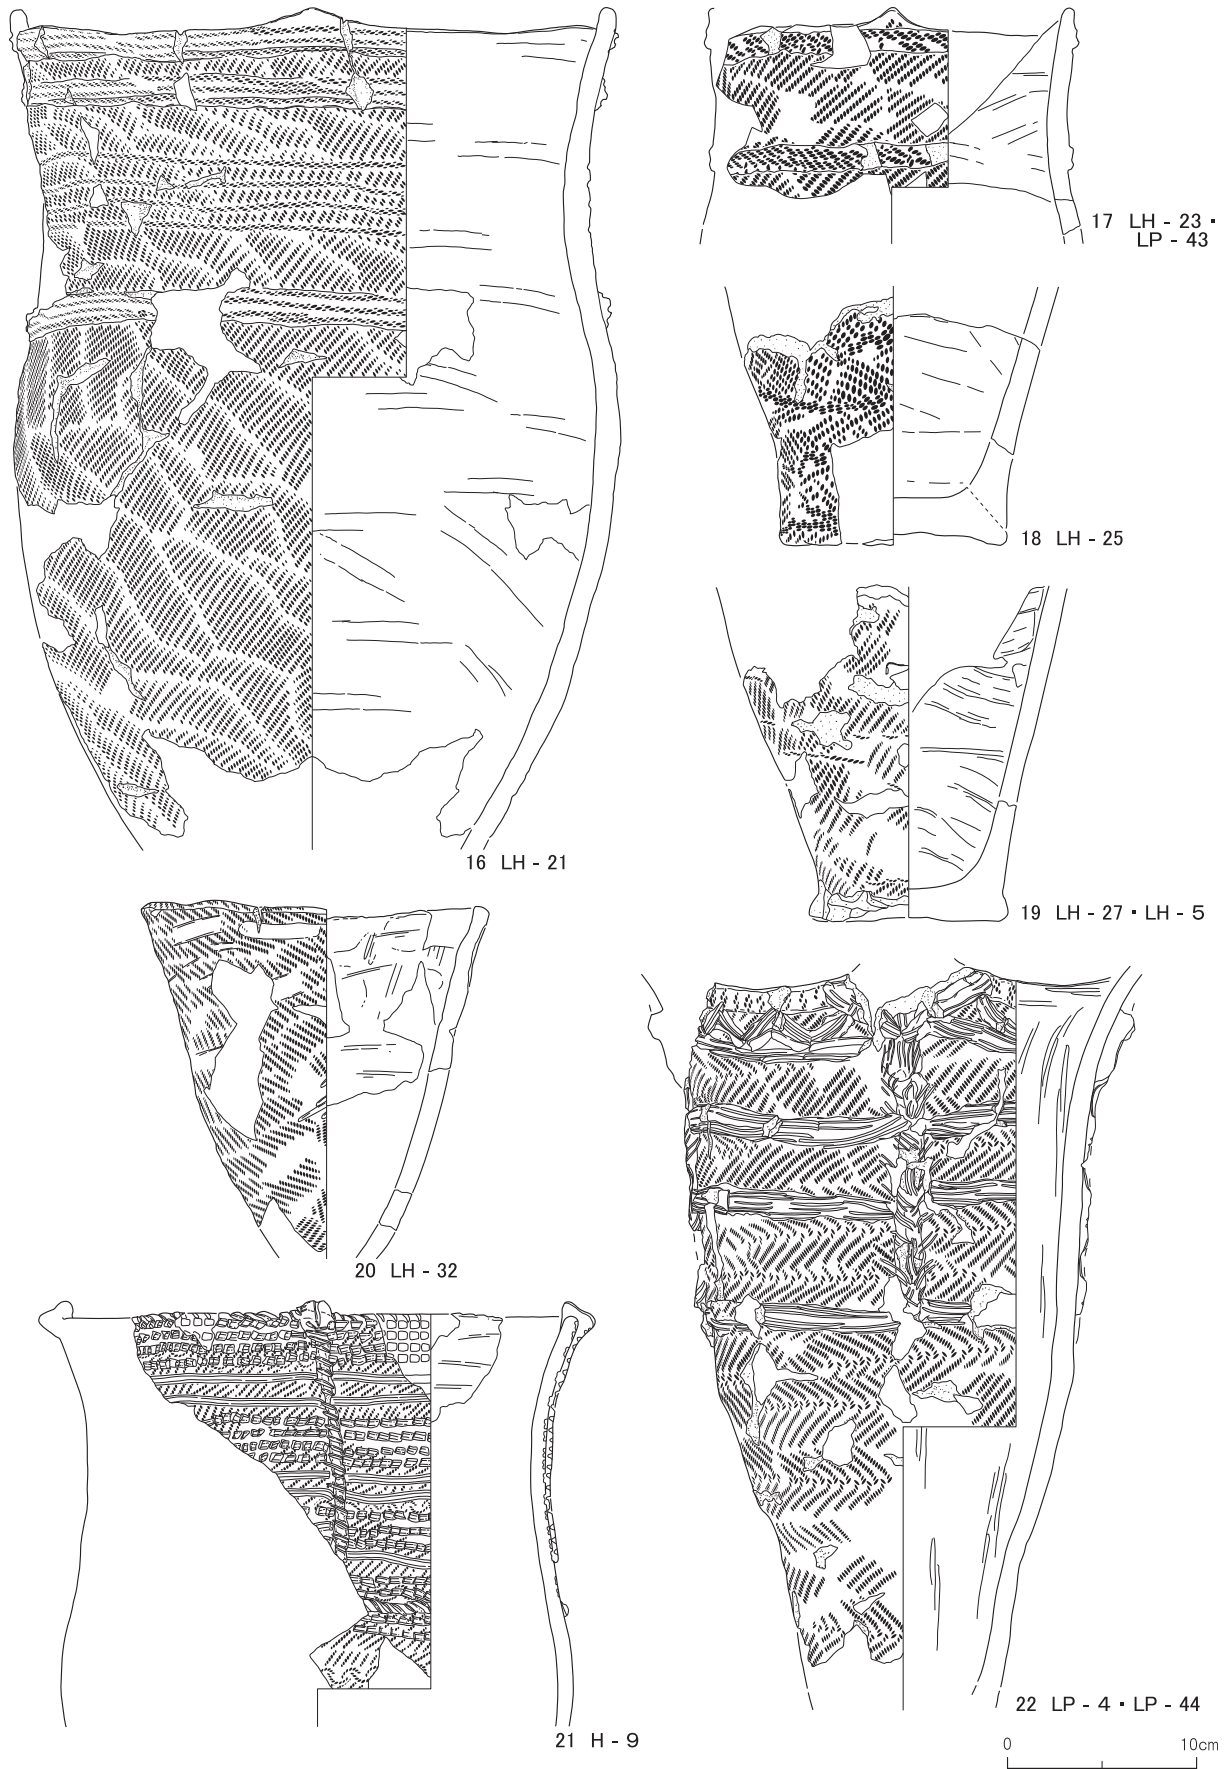 16 LH - 21
17 LH - 23・
LP - 43
18 LH - 25
19 LH - 27・LH - 5
20 LH - 32
21 H - 9
22 LP - 4・LP - 44
0 10cm